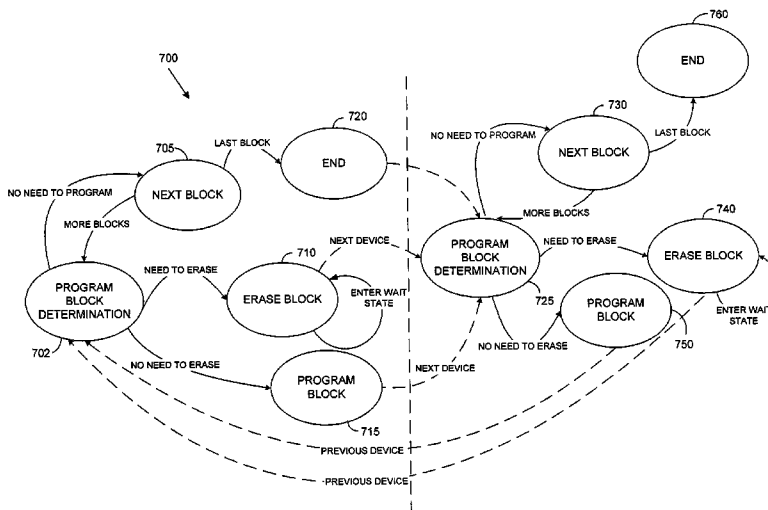 700
760
END
720
730
705
LAST BLOCK
END
NO NEED TO PROGRAM
NEXT BLOCK
LAST BLOCK
NO NEED TO PROGRAM
NEXT BLOCK
MORE BLOCKS
MORE BLOCKS
740
710
NEXT DEVICE
PROGRAM
BLOCK
DETERMINATION
NEED TO ERASE
ERASE BLOCK
PROGRAM
BLOCK
DETERMINATION
NEED TO ERASE
ERASE BLOCK
ENTER WAIT
STATE
725
PROGRAM
BLOCK
ENTER WAIT
STATE
750
702
NO NEED TO ERASE
NO NEED TO ERASE
PROGRAM
BLOCK
NEXT DEVICE
715
PREVIOUS DEVICE
PREVIOUS DEVICE